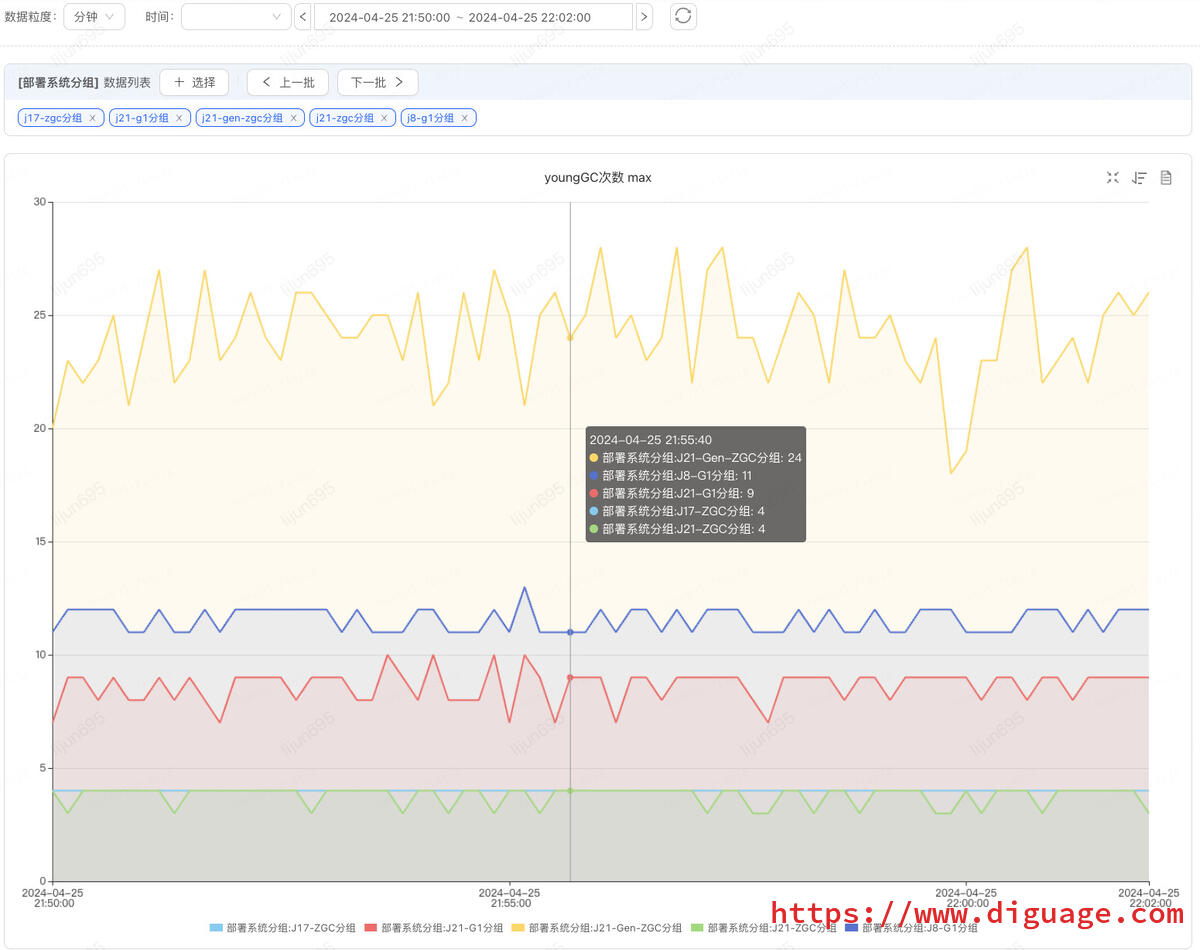 数据粒度: 分钟 时间: 2024-04-25 21:50:00 ~ 2024-04-25 22:02:00
[部署系统分组] 数据列表 + 选择 上一批 下一批
j17-zgc分组 × j21-g1分组 × j21-gen-zgc分组 × j21-zgc分组 × j8-g1分组 ×
youngGC次数 max
30
25
20
15
10
5
0
2024-04-25 21:55:40
部署系统分组:J21-Gen-ZGC分组: 24
部署系统分组:J8-G1分组: 11
部署系统分组:J21-G1分组: 9
部署系统分组:J17-ZGC分组: 4
部署系统分组:J21-ZGC分组: 4
2024-04-25 2024-04-25 2024-04-25 2024-04-25
21:50:00 21:55:00 22:00:00 22:02:00
https://www.diguage.com
部署系统分组:J17-ZGC分组 部署系统分组:J21-G1分组 部署系统分组:J21-Gen-ZGC分组 部署系统分组:J21-ZGC分组 部署系统分组:J8-G1分组
lijun695